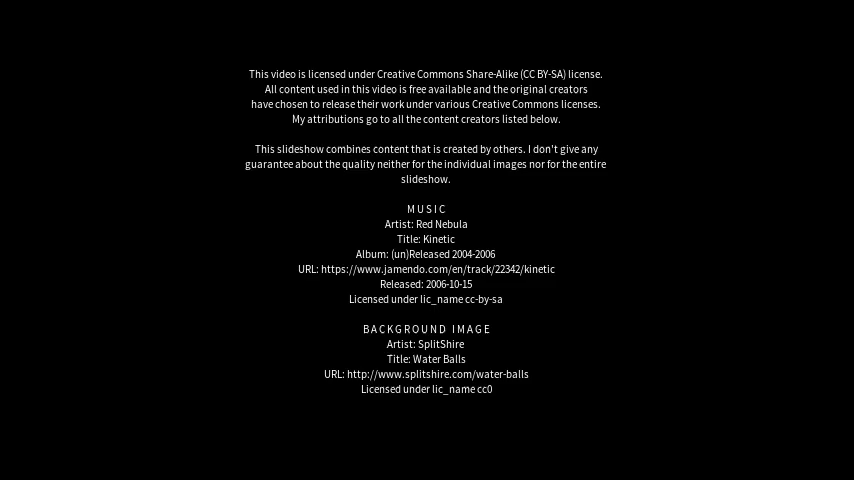 This video is licensed under Creative Commons Share-Alike (CC BY-SA) license.
All content used in this video is free available and the original creators
have chosen to release their work under various Creative Commons licenses.
My attributions go to all the content creators listed below.
This slideshow combines content that is created by others. I don't give any
guarantee about the quality neither for the individual images nor for the entire
slideshow.
MUSIC
Artist: Red Nebula
Title: Kinetic
Album: (un)Released 2004-2006
URL: https://www.jamendo.com/en/track/22342/kinetic
Released: 2006-10-15
Licensed under lic_name cc-by-sa
BACKGROUND IMAGE
Artist: SplitShire
Title: Water Balls
URL: http://www.splitshire.com/water-balls
Licensed under lic_name cc0